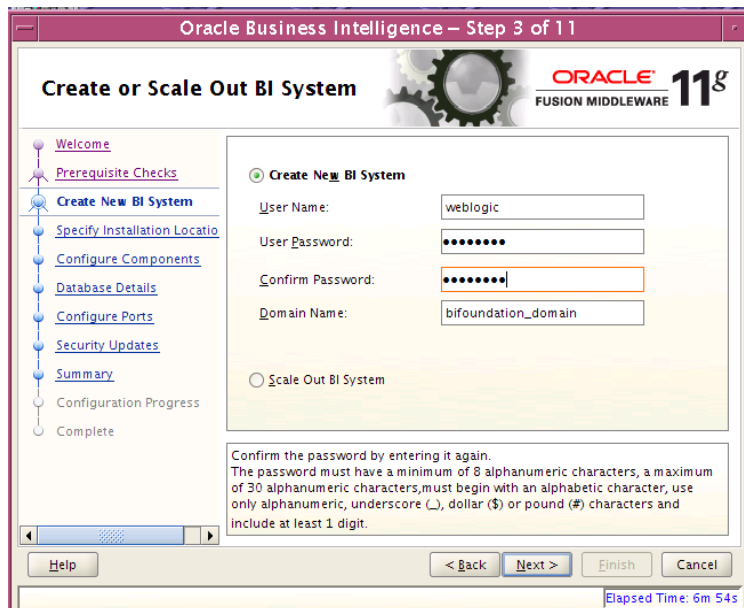 Oracle Business Intelligence – Step 3 of 11
Create or Scale Out BI System
ORACLE 11g
FUSION MIDDLEWARE
Welcome
Prerequisite Checks
Create New BI System
Specify Installation Locatio
Configure Components
Database Details
Configure Ports
Security Updates
Summary
Configuration Progress
Complete
Create New BI System
User Name: weblogic
User Password: ●●●●●●●●
Confirm Password: ●●●●●●●●
Domain Name: bifoundation_domain
Scale Out BI System
Confirm the password by entering it again.
The password must have a minimum of 8 alphanumeric characters, a maximum
of 30 alphanumeric characters,must begin with an alphabetic character, use
only alphanumeric, underscore (_), dollar ($) or pound (#) characters and
include at least 1 digit.
Help < Back Next > Finish Cancel
Elapsed Time: 6m 54s